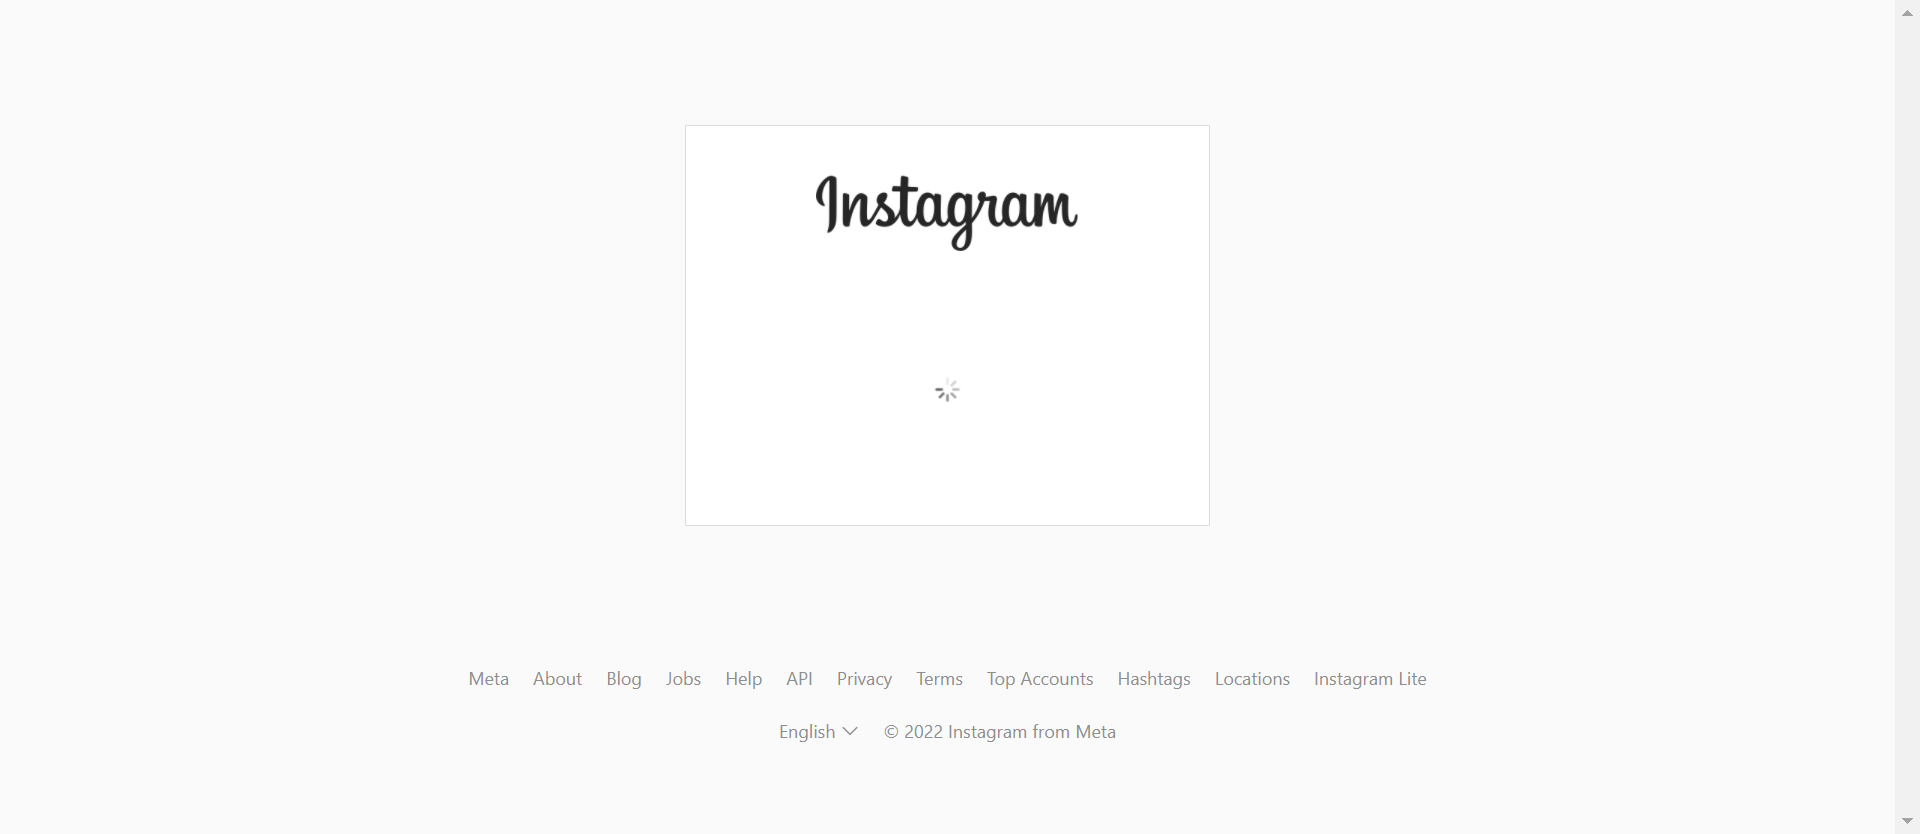 Instagram
Meta About Blog Jobs Help API Privacy Terms Top Accounts Hashtags Locations Instagram Lite
English © 2022 Instagram from Meta